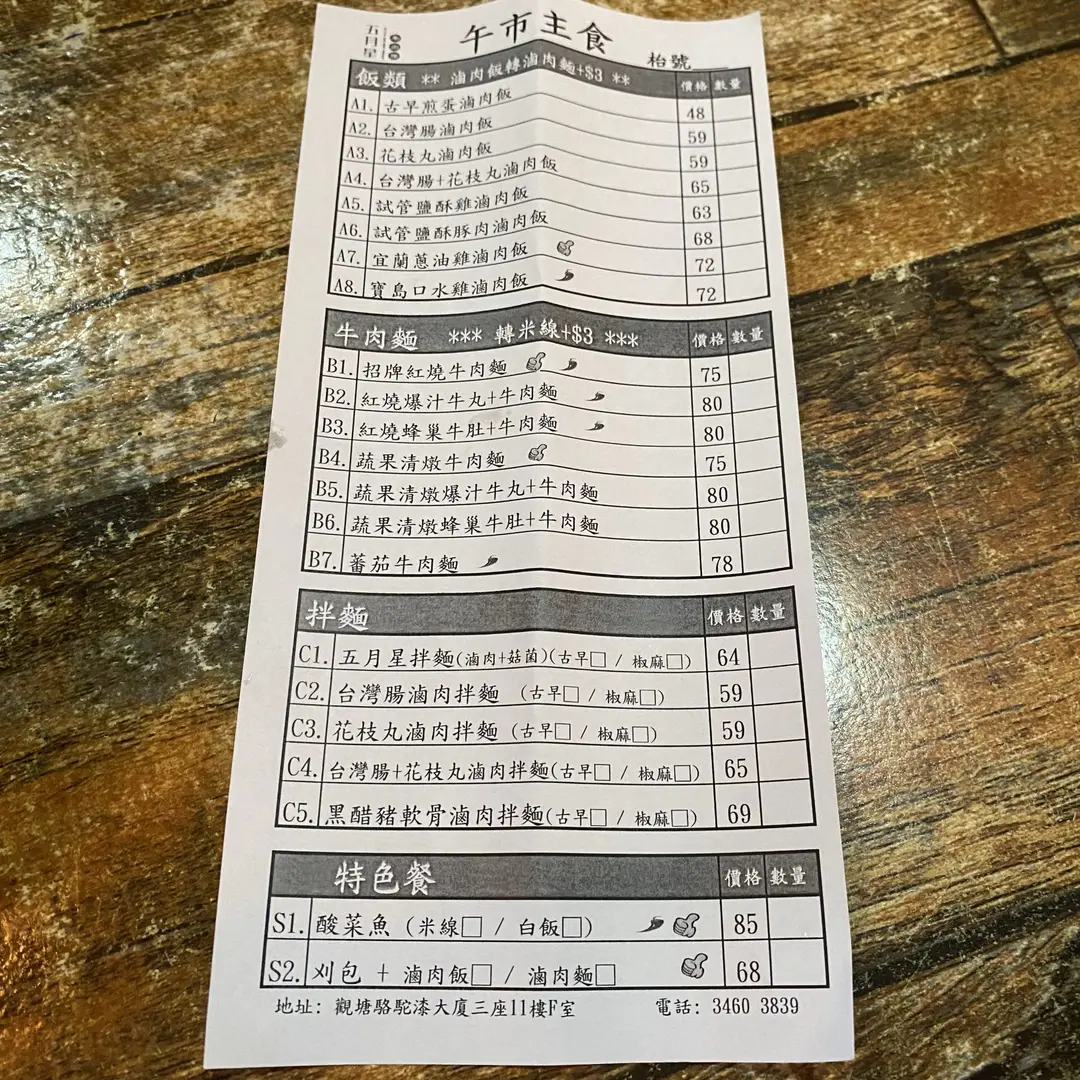 五月星
午市主食
枱號
飯類 ** 滷肉飯轉滷肉麵+$3 ** 價格 數量
A1. 古早煎蛋滷肉飯 48
A2. 台灣腸滷肉飯 59
A3. 花枝丸滷肉飯 59
A4. 台灣腸+花枝丸滷肉飯 65
A5. 試管鹽酥雞滷肉飯 63
A6. 試管鹽酥豚肉滷肉飯 68
A7. 宜蘭蔥油雞滷肉飯 72
A8. 寶島口水雞滷肉飯 72
牛肉麵 *** 轉米線+$3 *** 價格 數量
B1. 招牌紅燒牛肉麵 75
B2. 紅燒爆汁牛丸+牛肉麵 80
B3. 紅燒蜂巢牛肚+牛肉麵 80
B4. 蔬果清燉牛肉麵 75
B5. 蔬果清燉爆汁牛丸+牛肉麵 80
B6. 蔬果清燉蜂巢牛肚+牛肉麵 80
B7. 蕃茄牛肉麵 78
拌麵 價格 數量
C1. 五月星拌麵(滷肉+菇菌)(古早□ / 椒麻□) 64
C2. 台灣腸滷肉拌麵 (古早□ / 椒麻□) 59
C3. 花枝丸滷肉拌麵 (古早□ / 椒麻□) 59
C4. 台灣腸+花枝丸滷肉拌麵(古早□ / 椒麻□) 65
C5. 黑醋豬軟骨滷肉拌麵(古早□ / 椒麻□) 69
特色餐 價格 數量
S1. 酸菜魚 (米線□ / 白飯□) 85
S2. 刈包 + 滷肉飯□ / 滷肉麵□ 68
地址: 觀塘駱駝漆大廈三座11樓F室 電話: 3460 3839